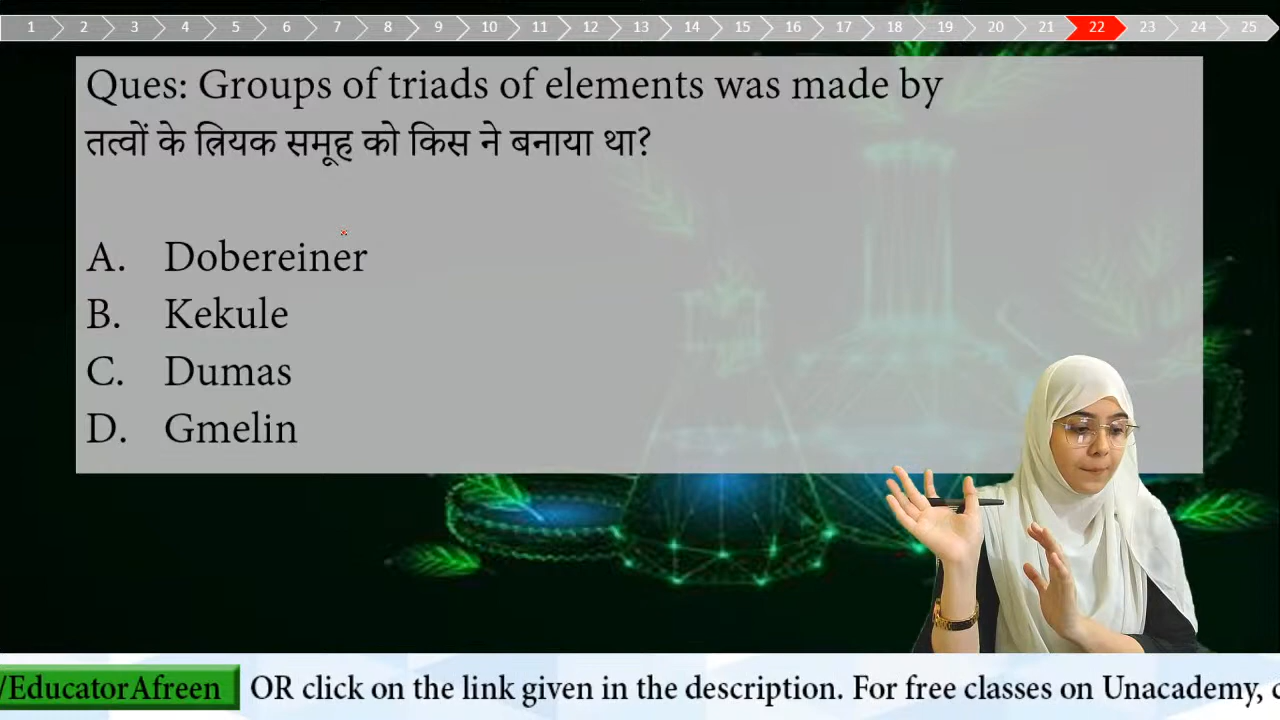 1 2 3 4 5 6 7 8 9 10 11 12 13 14 15 16 17 18 19 20 21 22 23 24 25
Ques: Groups of triads of elements was made by
तत्वों के त्रियक समूह को किस ने बनाया था?
A. Dobereiner
B. Kekule
C. Dumas
D. Gmelin
/EducatorAfreen OR click on the link given in the description. For free classes on Unacademy,